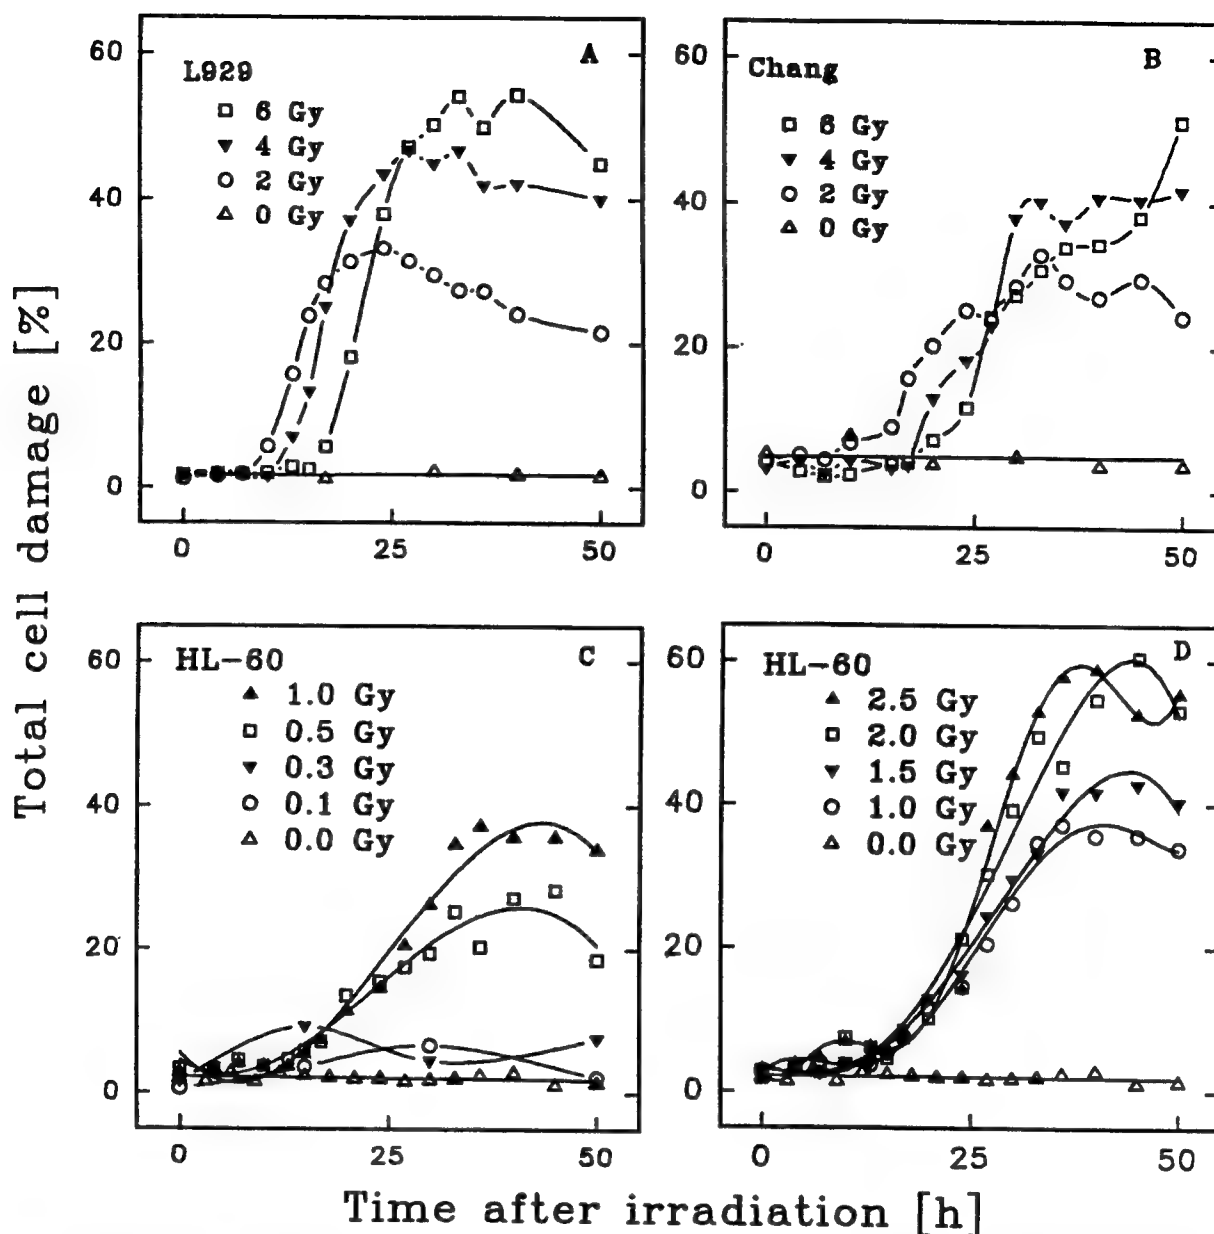 Total cell damage [%]
60
40
20
0
L929
A
□ 6 Gy
▼ 4 Gy
○ 2 Gy
△ 0 Gy
0 25 50
60
40
20
0
Chang
B
□ 6 Gy
▼ 4 Gy
○ 2 Gy
△ 0 Gy
0 25 50
60
40
20
0
HL-60
C
▲ 1.0 Gy
□ 0.5 Gy
▼ 0.3 Gy
○ 0.1 Gy
△ 0.0 Gy
0 25 50
60
40
20
0
HL-60
D
▲ 2.5 Gy
□ 2.0 Gy
▼ 1.5 Gy
○ 1.0 Gy
△ 0.0 Gy
0 25 50
Time after irradiation [h]